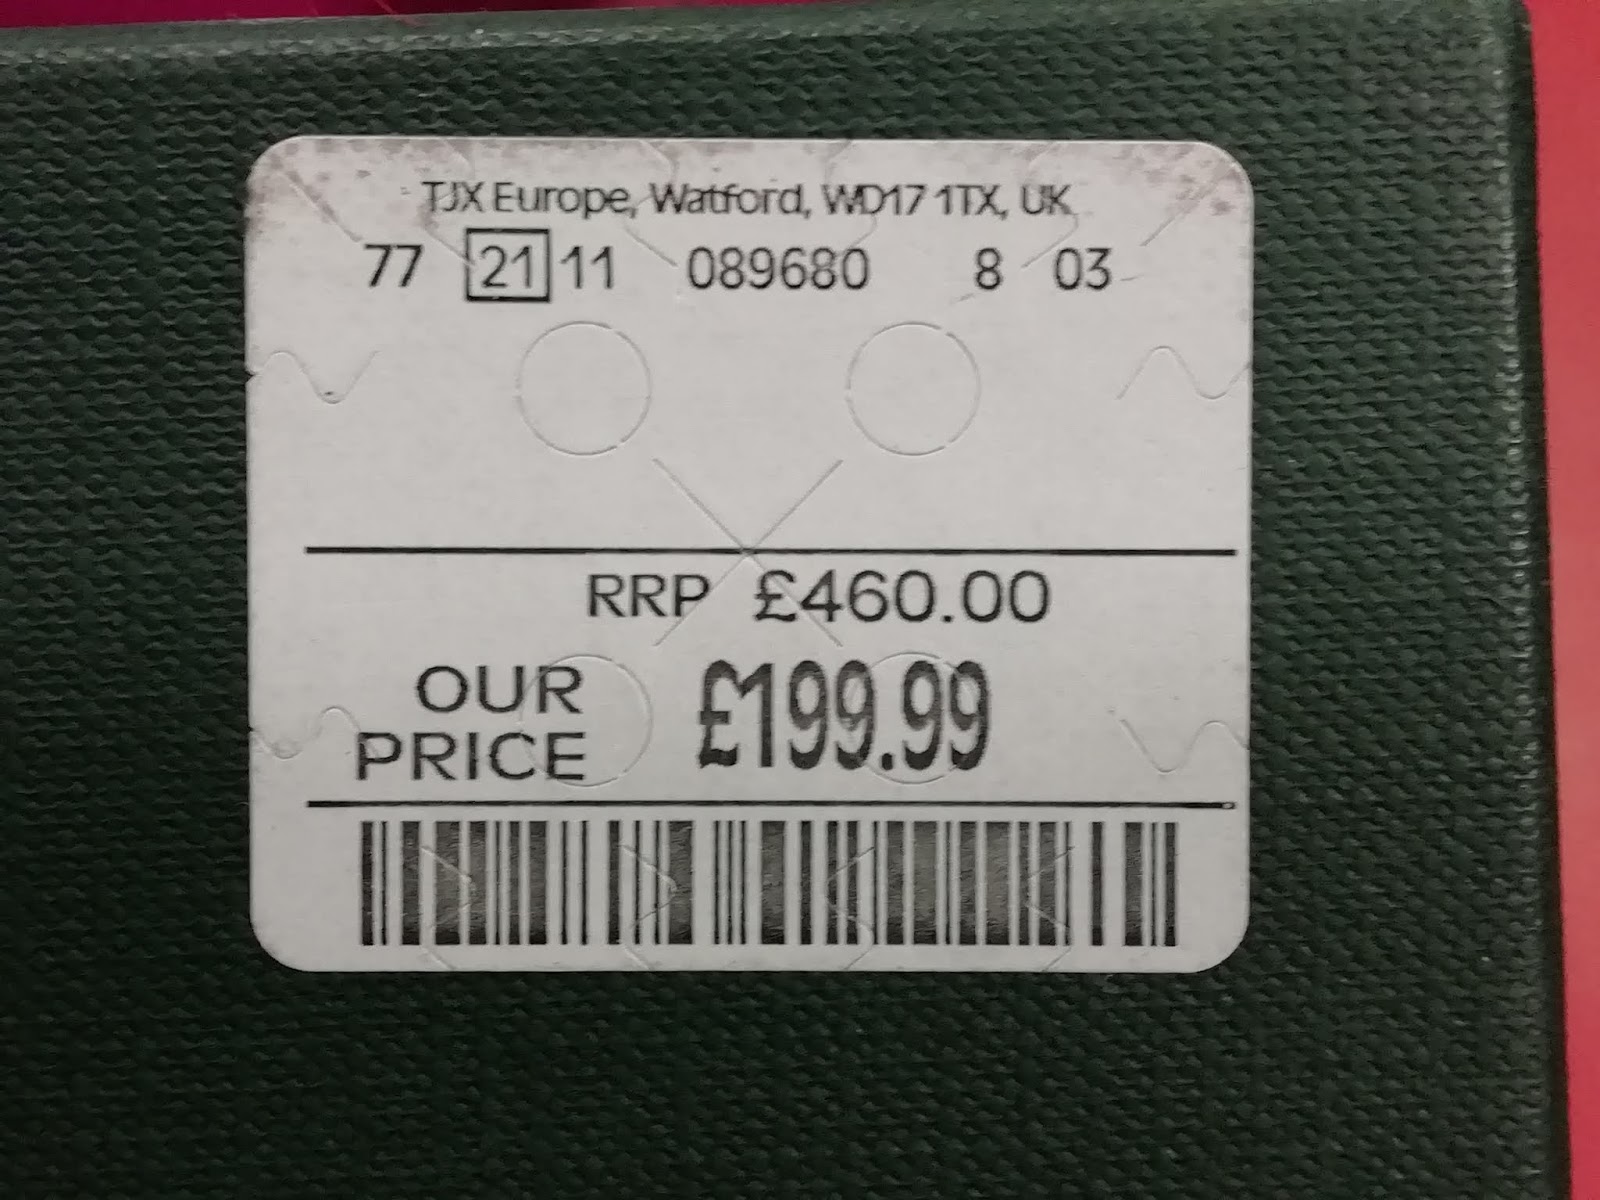 TJX Europe, Watford, WD17 1TX, UK
77 21 11 089680 8 03
RRP £460.00
OUR
PRICE £199.99